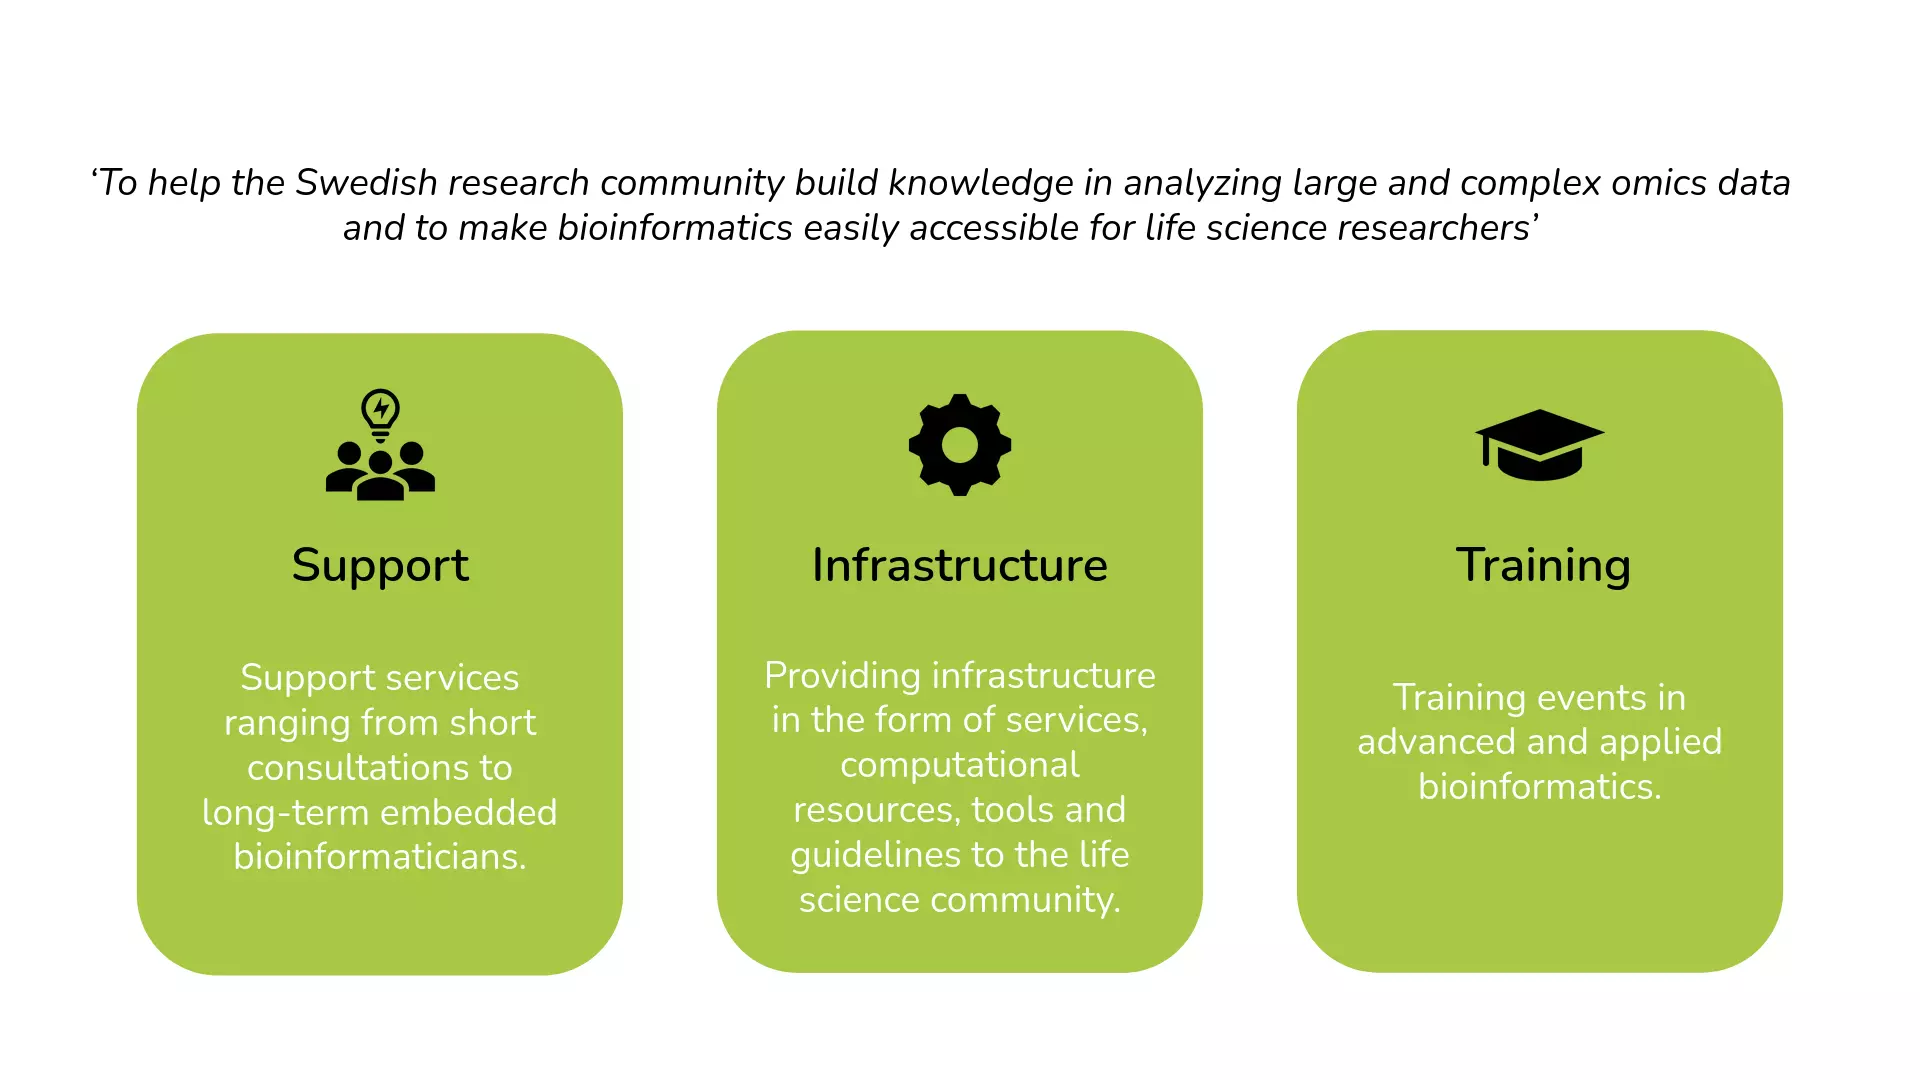 ‘To help the Swedish research community build knowledge in analyzing large and complex omics data
and to make bioinformatics easily accessible for life science researchers’
Support
Support services
ranging from short
consultations to
long-term embedded
bioinformaticians.
Infrastructure
Providing infrastructure
in the form of services,
computational
resources, tools and
guidelines to the life
science community.
Training
Training events in
advanced and applied
bioinformatics.